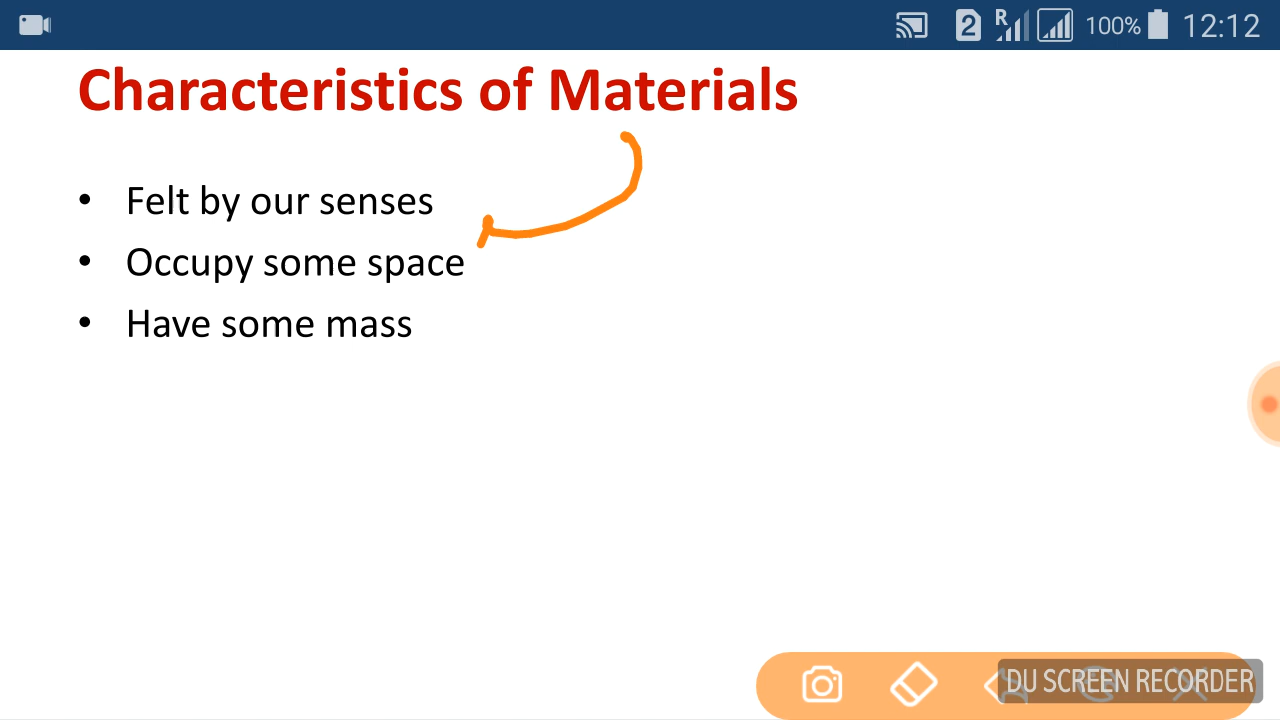 2 R 100% 12:12
Characteristics of Materials
• Felt by our senses
• Occupy some space
• Have some mass
DU SCREEN RECORDER